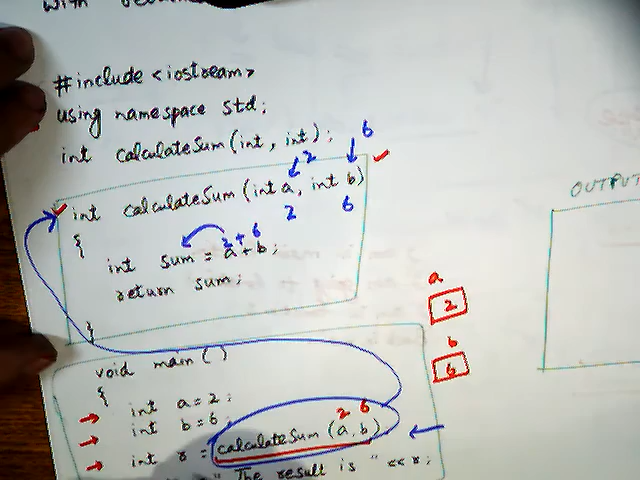 with
#include <iostream>
using namespace std;
int calculateSum (int, int);
2 6
int calculateSum (int a, int b)
2 6
{
2 + 6
int sum = a + b;
return sum;
}
a
2
b
6
OUTPUT
void main ()
{
int a = 2;
int b = 6;
2 6
int r = calculateSum (a, b)
" The result is " << r;